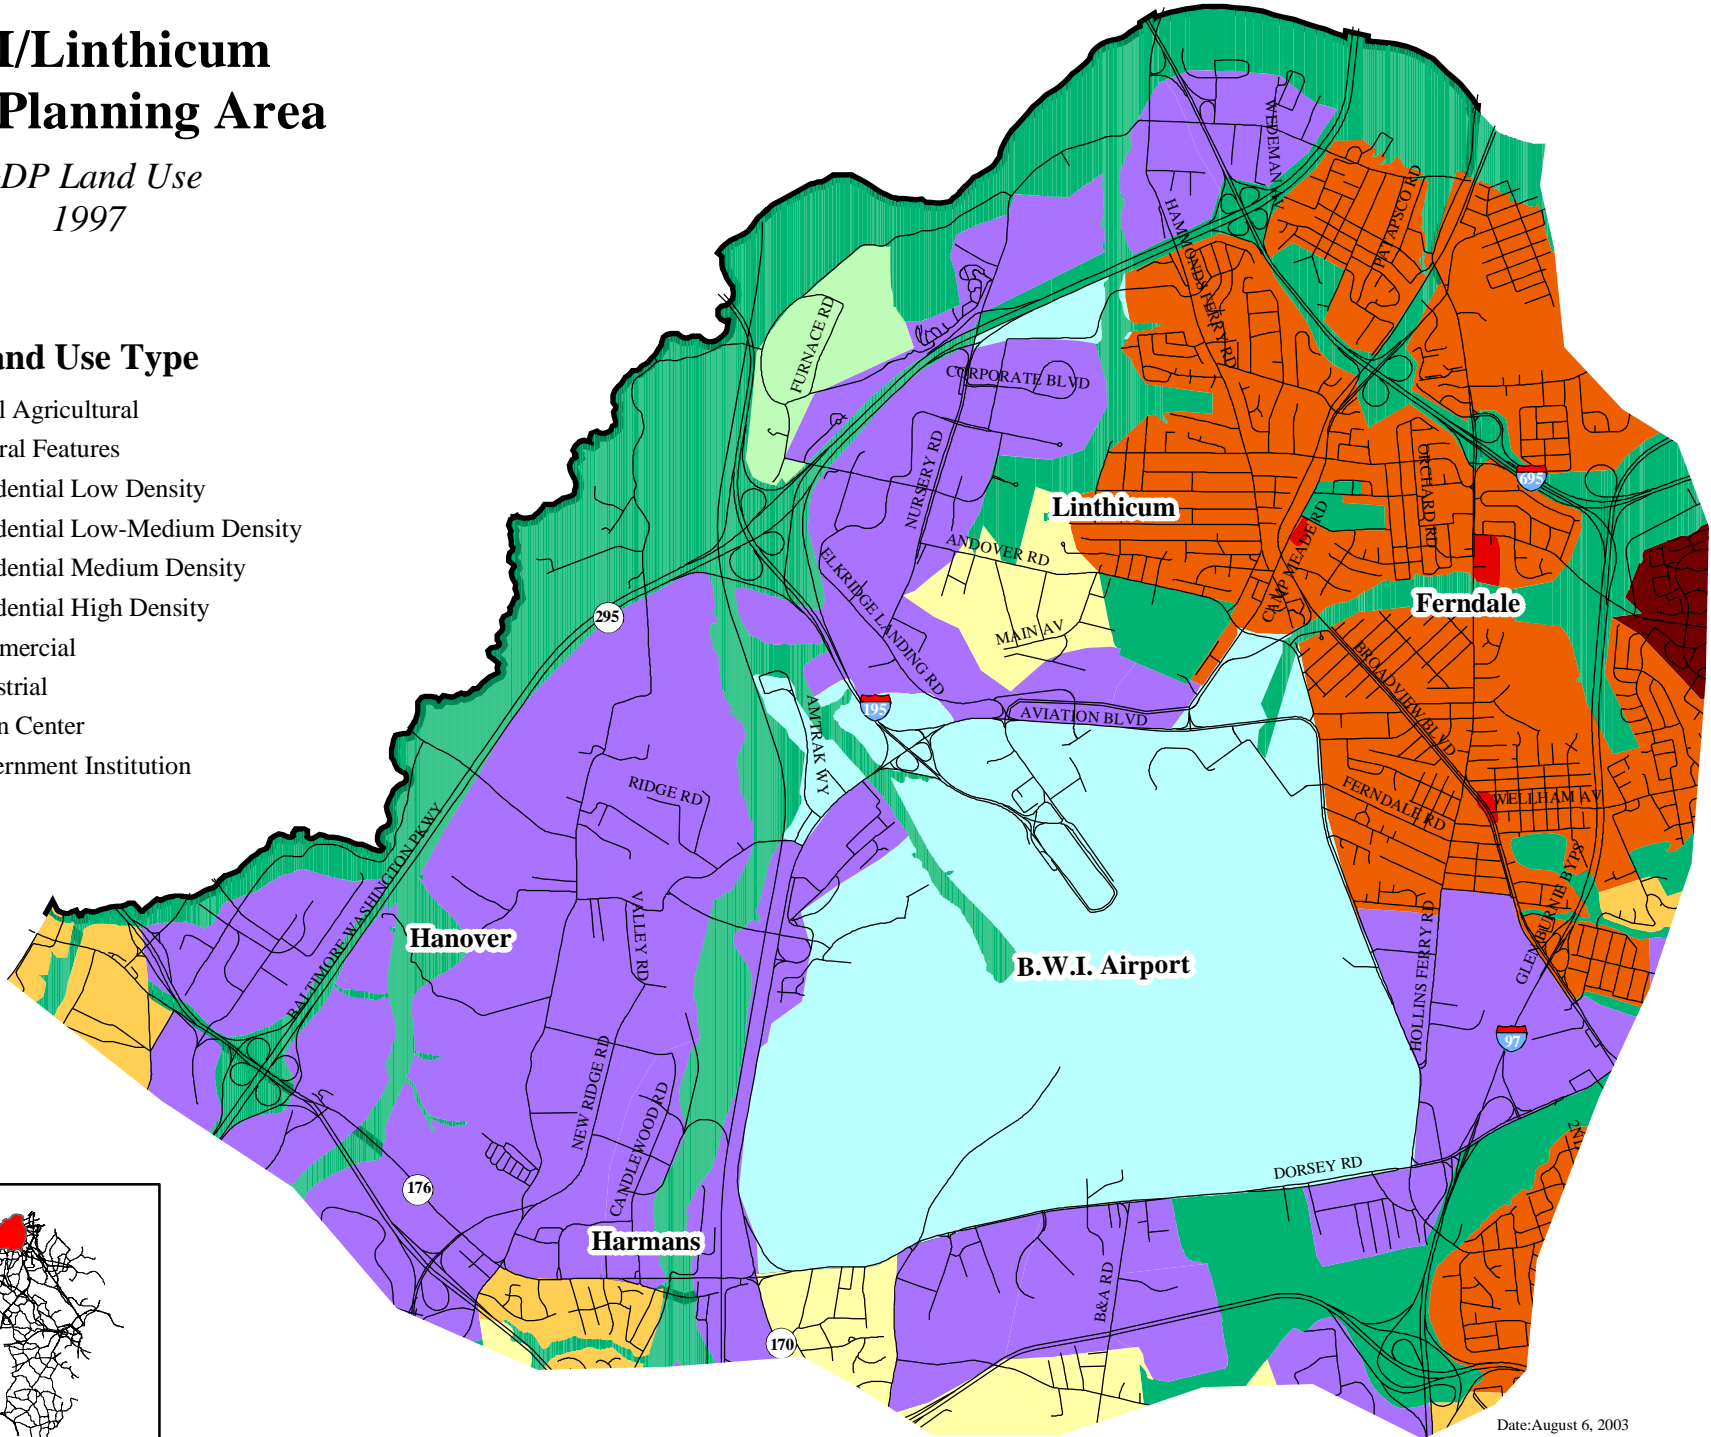 I/Linthicum
Planning Area
DP Land Use
1997
and Use Type
l Agricultural
ral Features
dential Low Density
dential Low-Medium Density
dential Medium Density
dential High Density
mercial
strial
n Center
ernment Institution
WEDEMAN AV
PATAPSCO RD
HAMMONDS FERRY RD
FURNACE RD
CORPORATE BLVD
NURSERY RD
ORCHARD RD
695
Linthicum
ANDOVER RD
CAMP MEADE RD
ELKRIDGE LANDING RD
Ferndale
295
MAIN AV
BROADVIEW BLVD
195
AVIATION BLVD
AMTRAK WY
RIDGE RD
FERNDALE RD
WELLHAM AV
BALTIMORE WASHINGTON PKWY
GLEN BURNIE BYPS
VALLEY RD
HOLLINS FERRY RD
Hanover
B.W.I. Airport
97
NEW RIDGE RD
CANDLEWOOD RD
2N
DORSEY RD
176
Harmans
B&A RD
170
Date:August 6, 2003